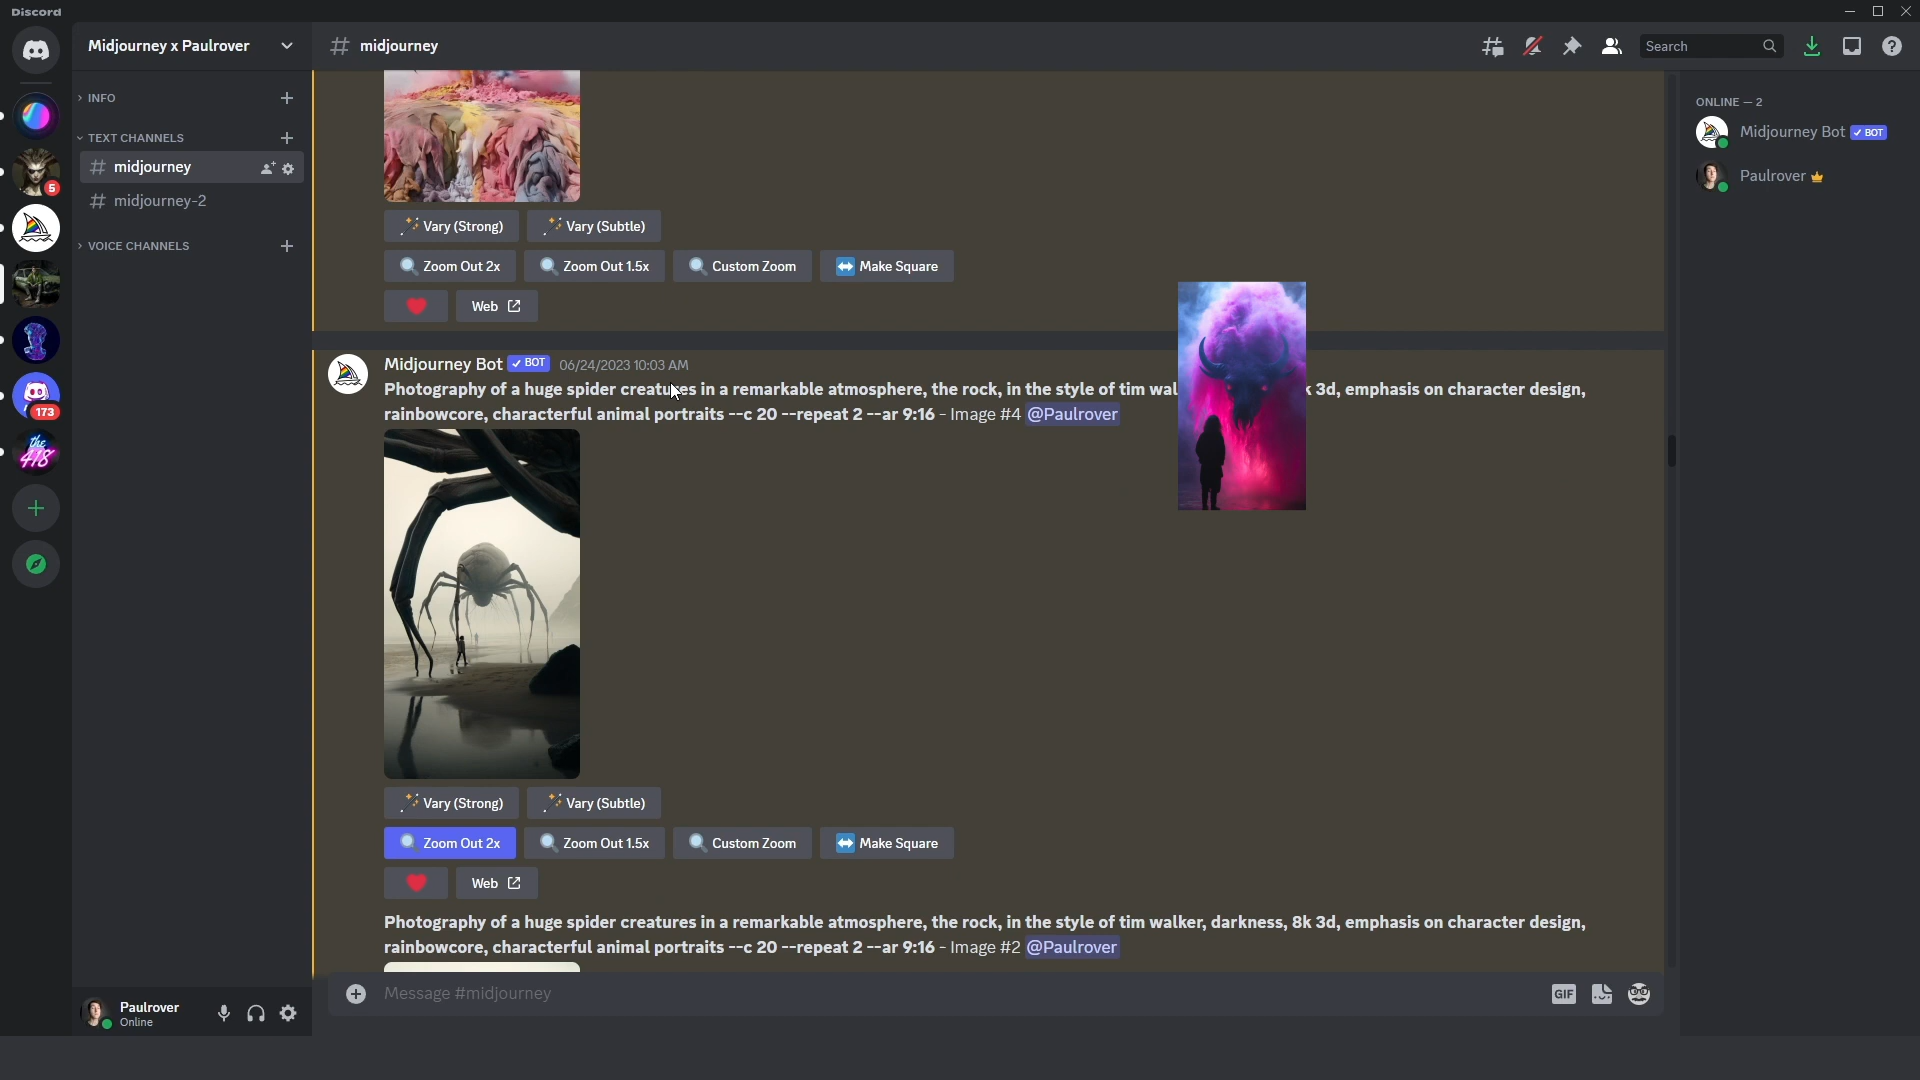 Discord
Midjourney x Paulrover
# midjourney
Search
INFO
TEXT CHANNELS
# midjourney
# midjourney-2
VOICE CHANNELS
5
173
the
418
Vary (Strong)
Vary (Subtle)
Zoom Out 2x
Zoom Out 1.5x
Custom Zoom
Make Square
Web
Midjourney Bot ✓ BOT 06/24/2023 10:03 AM
Photography of a huge spider creatures in a remarkable atmosphere, the rock, in the style of tim wal k 3d, emphasis on character design,
rainbowcore, characterful animal portraits --c 20 --repeat 2 --ar 9:16 - Image #4 @Paulrover
Vary (Strong)
Vary (Subtle)
Zoom Out 2x
Zoom Out 1.5x
Custom Zoom
Make Square
Web
Photography of a huge spider creatures in a remarkable atmosphere, the rock, in the style of tim walker, darkness, 8k 3d, emphasis on character design,
rainbowcore, characterful animal portraits --c 20 --repeat 2 --ar 9:16 - Image #2 @Paulrover
Message #midjourney
GIF
Paulrover
Online
ONLINE — 2
Midjourney Bot ✓ BOT
Paulrover